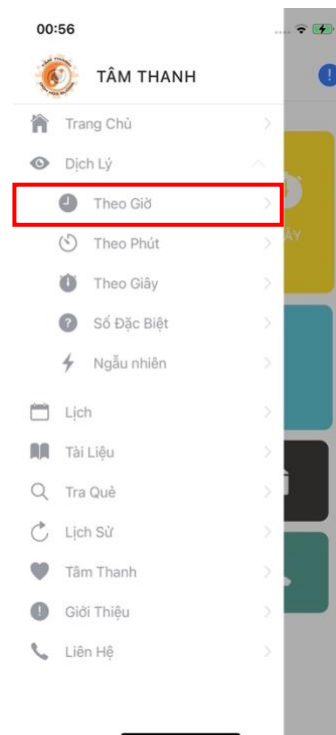 00:56
TÂM THANH
Trang Chủ
Dịch Lý
Theo Giờ
Theo Phút
ÂY
Theo Giây
Số Đặc Biệt
Ngẫu nhiên
Lịch
Tài Liệu
Tra Quẻ
Lịch Sử
Tâm Thanh
Giới Thiệu
Liên Hệ